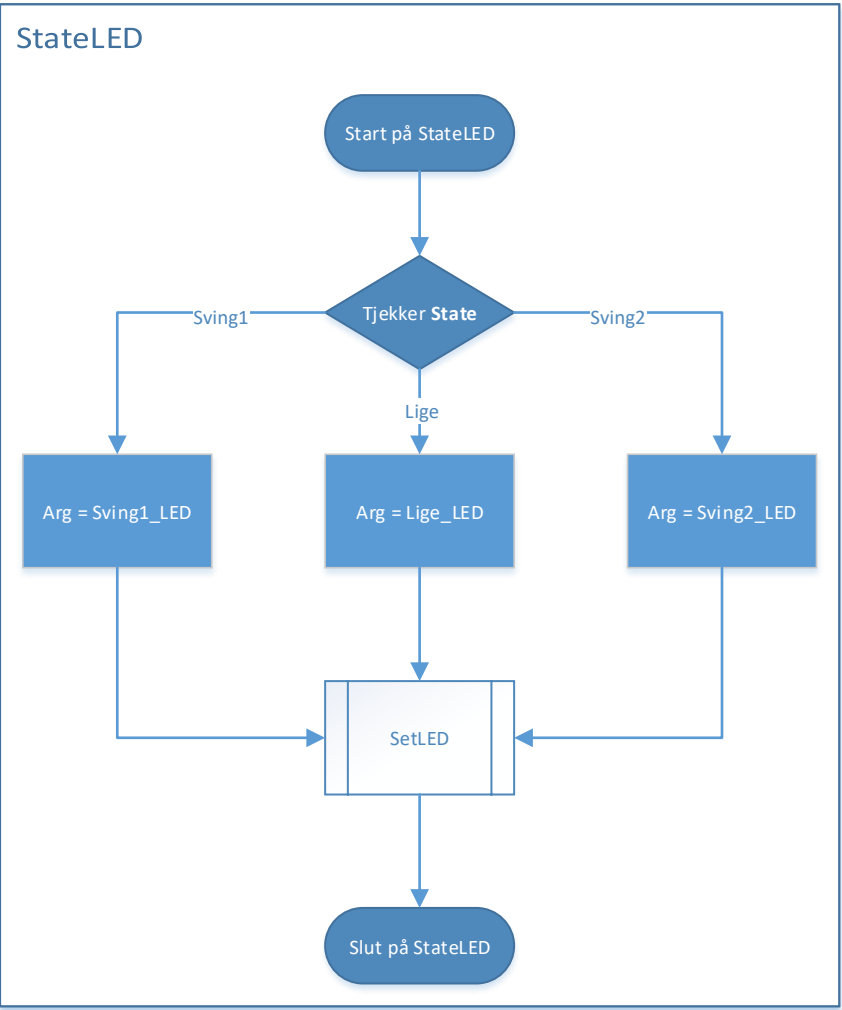 StateLED
Start på StateLED
Tjekker State
Sving1
Sving2
Lige
Arg = Sving1_LED
Arg = Lige_LED
Arg = Sving2_LED
SetLED
Slut på StateLED